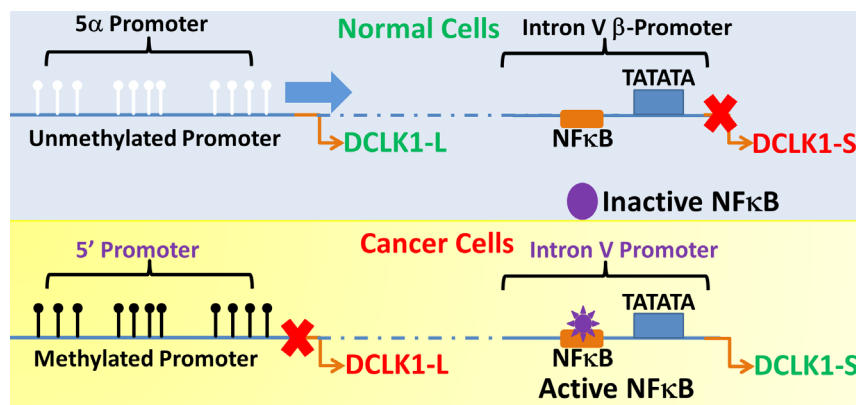 5α Promoter
Normal Cells
Intron V β-Promoter
TATATA
Unmethylated Promoter
DCLK1-L
NFκB
DCLK1-S
Inactive NFκB
5' Promoter
Cancer Cells
Intron V Promoter
TATATA
Methylated Promoter
DCLK1-L
NFκB
DCLK1-S
Active NFκB